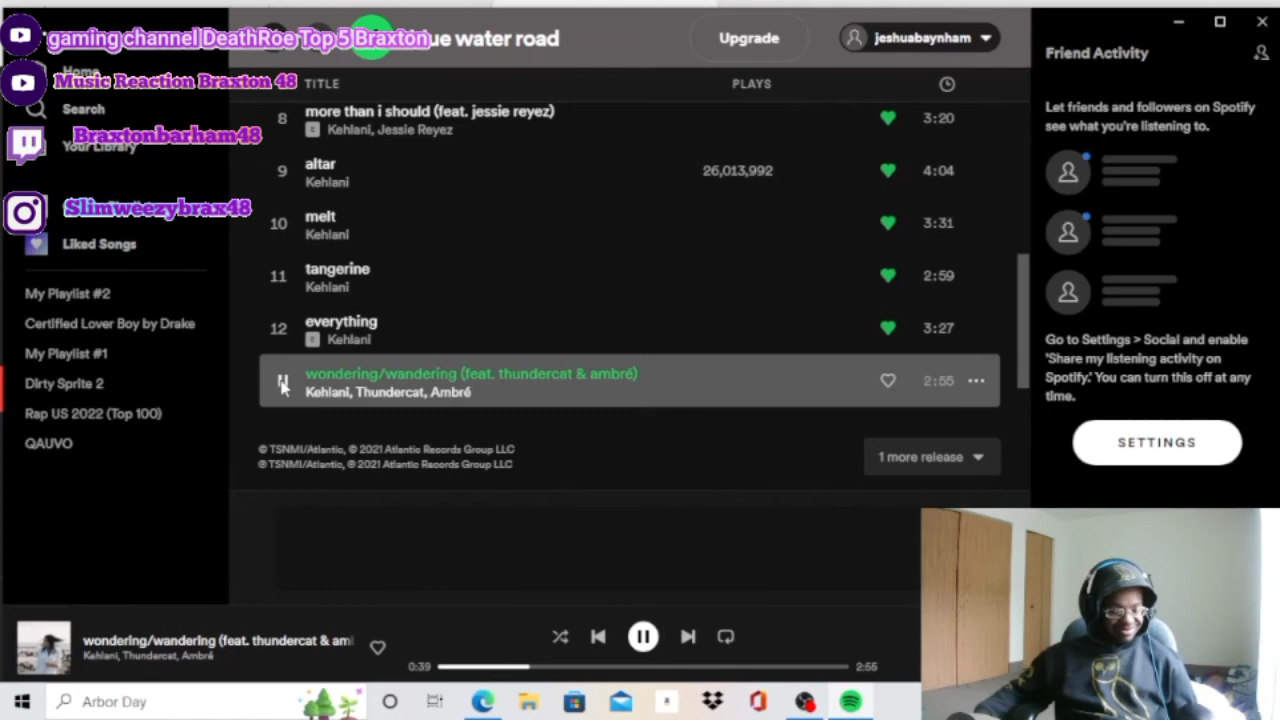 gaming channel DeathRoe Top 5 Braxton
ue water road
Upgrade
jeshuabaynham
Friend Activity
Home
Music Reaction Braxton 48
TITLE
PLAYS
Search
Braxtonbarham48
Your Library
Slimweezybrax48
Liked Songs
My Playlist #2
Certified Lover Boy by Drake
My Playlist #1
Dirty Sprite 2
Rap US 2022 (Top 100)
QAUVO
8
more than i should (feat. jessie reyez)
3:20
E Kehlani, Jessie Reyez
9
altar
26,013,992
4:04
Kehlani
10
melt
3:31
Kehlani
11
tangerine
2:59
Kehlani
12
everything
3:27
E Kehlani
wondering/wandering (feat. thundercat & ambré)
2:55
Kehlani, Thundercat, Ambré
© TSNMI/Atlantic, © 2021 Atlantic Records Group LLC
℗ TSNMI/Atlantic, ℗ 2021 Atlantic Records Group LLC
1 more release
Let friends and followers on Spotify
see what you're listening to.
Go to Settings > Social and enable
'Share my listening activity on
Spotify.' You can turn this off at any
time.
SETTINGS
wondering/wandering (feat. thundercat & am
Kehlani, Thundercat, Ambré
0:39
2:55
Arbor Day